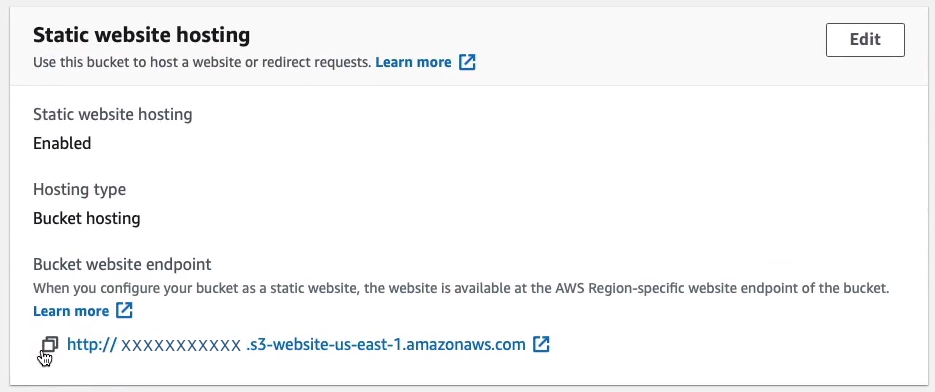 Static website hosting
Edit
Use this bucket to host a website or redirect requests. Learn more
Static website hosting
Enabled
Hosting type
Bucket hosting
Bucket website endpoint
When you configure your bucket as a static website, the website is available at the AWS Region-specific website endpoint of the bucket.
Learn more
http:// XXXXXXXXXXX .s3-website-us-east-1.amazonaws.com